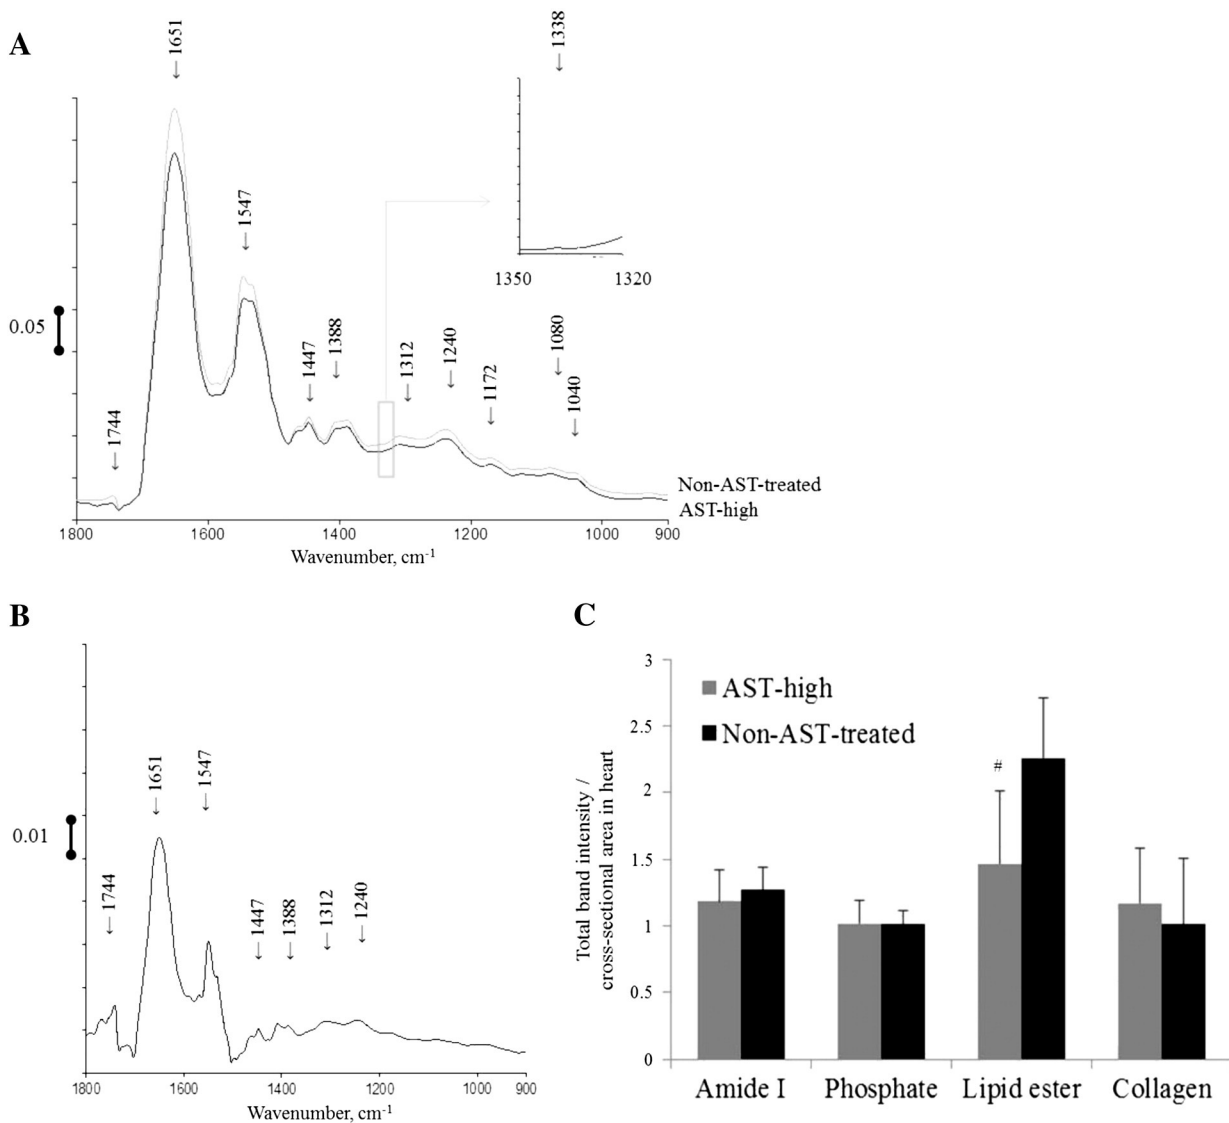 A
1651
1547
1744
1447
1388
1312
1240
1172
1080
1040
1338
1350
1320
0.05
Non-AST-treated
AST-high
1800
1600
1400
1200
1000
900
Wavenumber, cm-1
B
1744
1651
1547
1447
1388
1312
1240
0.01
1800
1600
1400
1200
1000
900
Wavenumber, cm-1
C
Total band intensity /
cross-sectional area in heart
3
2.5
2
1.5
1
0.5
0
AST-high
Non-AST-treated
#
Amide I
Phosphate
Lipid ester
Collagen